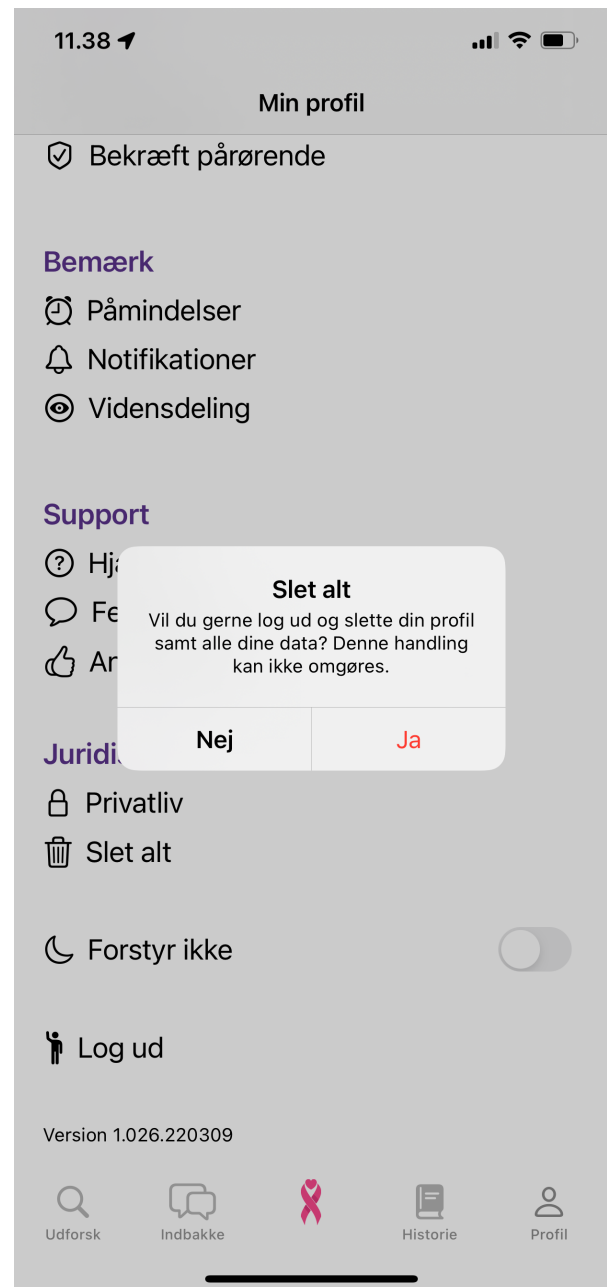 11.38
Min profil
Bekræft pårørende
Bemærk
Påmindelser
Notifikationer
Vidensdeling
Support
Slet alt
Vil du gerne log ud og slette din profil
samt alle dine data? Denne handling
kan ikke omgøres.
Nej
Ja
Privatliv
Slet alt
Forstyr ikke
Log ud
Version 1.026.220309
Udforsk
Indbakke
Historie
Profil